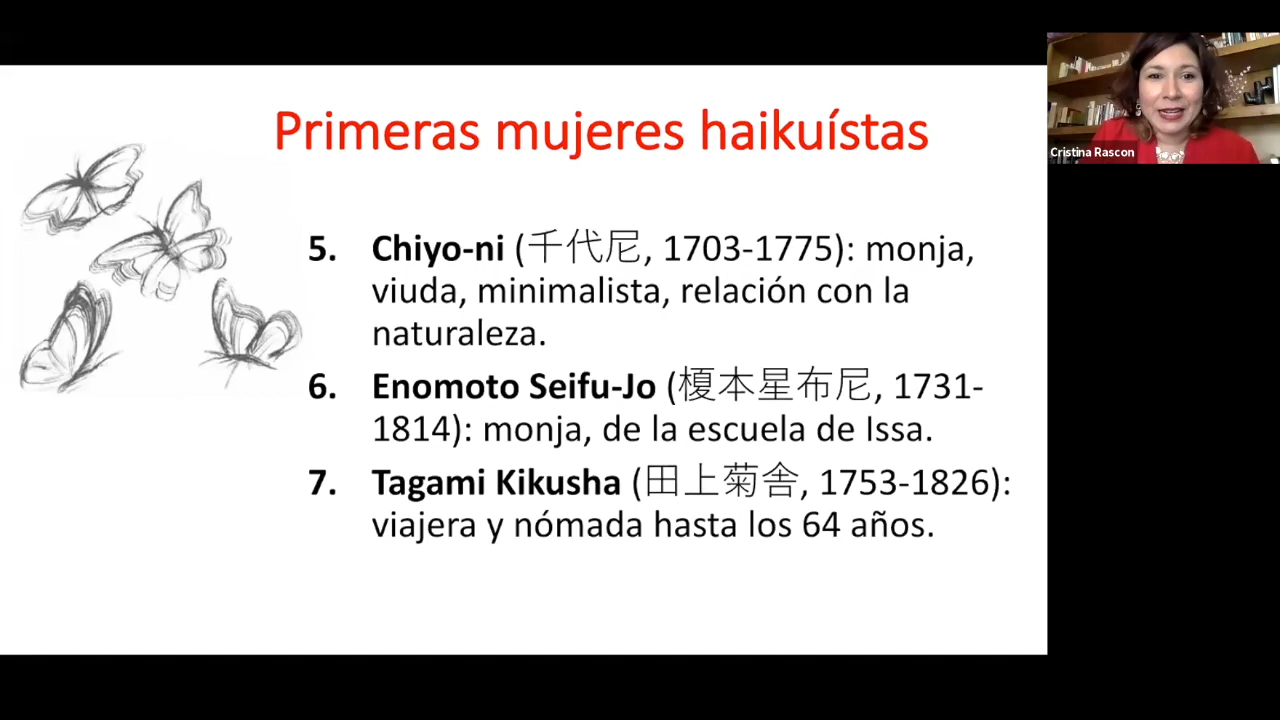 Primeras mujeres haikuístas
5. Chiyo-ni (千代尼, 1703-1775): monja,
viuda, minimalista, relación con la
naturaleza.
6. Enomoto Seifu-Jo (榎本星布尼, 1731-
1814): monja, de la escuela de Issa.
7. Tagami Kikusha (田上菊舎, 1753-1826):
viajera y nómada hasta los 64 años.
Cristina Rascon